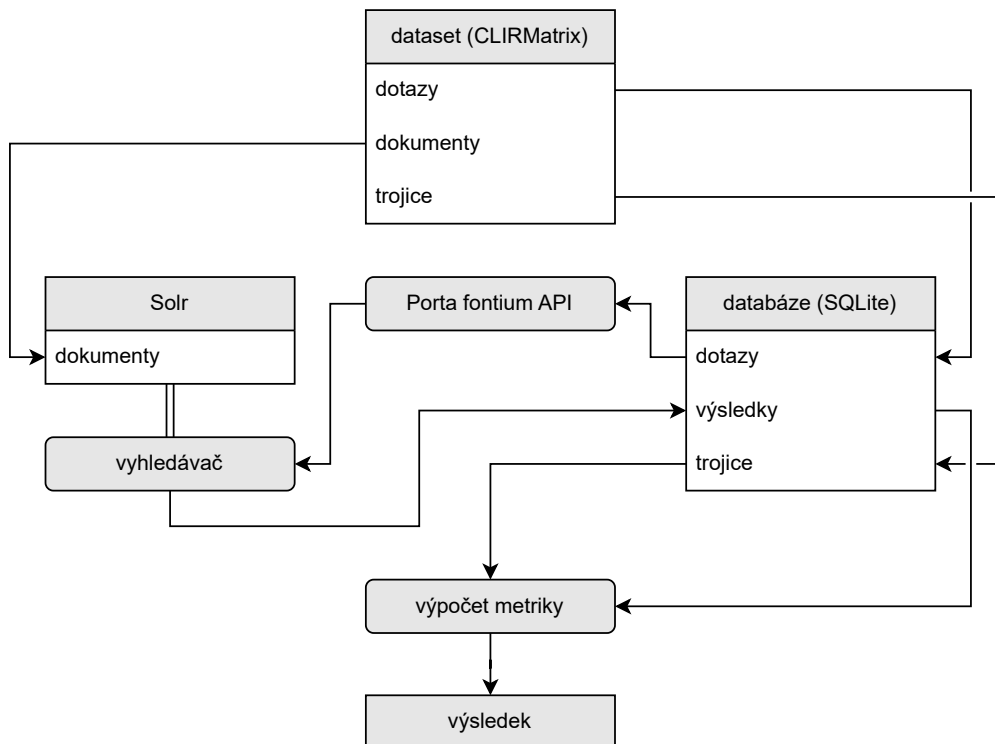 dataset (CLIRMatrix)
dotazy
dokumenty
trojice
Solr
dokumenty
Porta fontium API
databáze (SQLite)
dotazy
výsledky
trojice
vyhledávač
výpočet metriky
výsledek